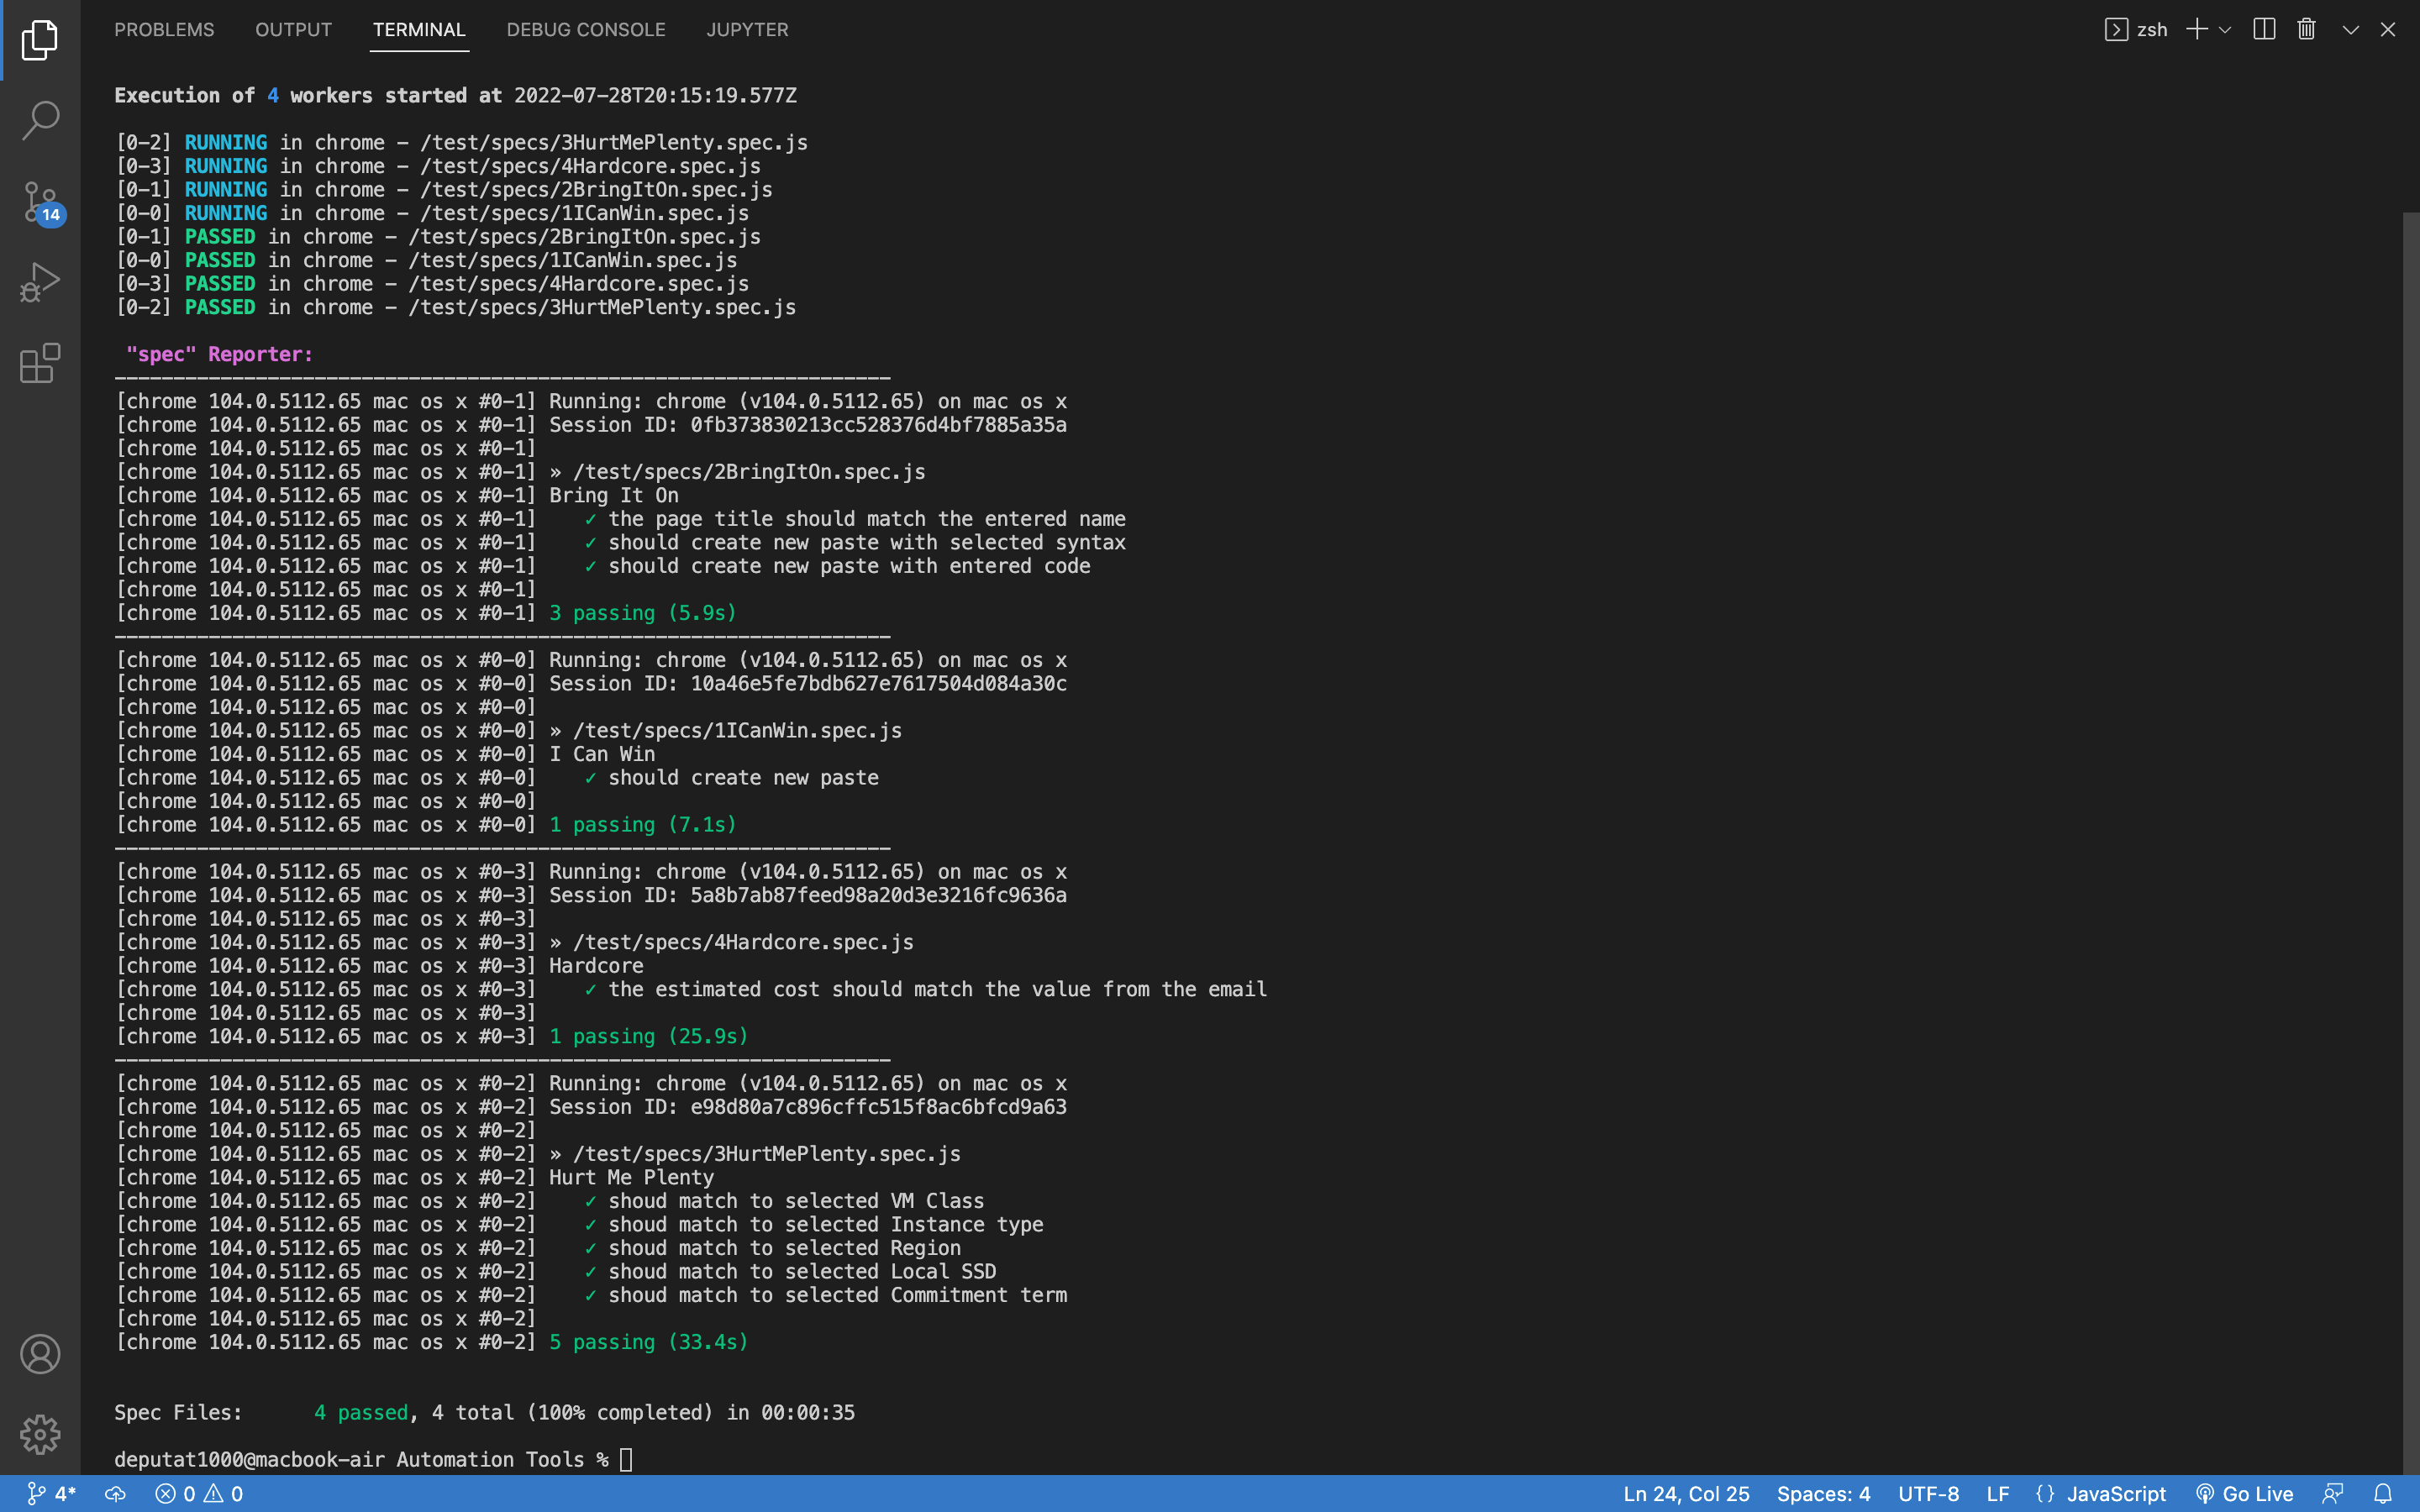 PROBLEMS OUTPUT TERMINAL DEBUG CONSOLE JUPYTER zsh
Execution of 4 workers started at 2022-07-28T20:15:19.577Z
[0-2] RUNNING in chrome - /test/specs/3HurtMePlenty.spec.js
[0-3] RUNNING in chrome - /test/specs/4Hardcore.spec.js
[0-1] RUNNING in chrome - /test/specs/2BringItOn.spec.js
[0-0] RUNNING in chrome - /test/specs/1ICanWin.spec.js
[0-1] PASSED in chrome - /test/specs/2BringItOn.spec.js
[0-0] PASSED in chrome - /test/specs/1ICanWin.spec.js
[0-3] PASSED in chrome - /test/specs/4Hardcore.spec.js
[0-2] PASSED in chrome - /test/specs/3HurtMePlenty.spec.js
"spec" Reporter:
------------------------------------------------------------------
[chrome 104.0.5112.65 mac os x #0-1] Running: chrome (v104.0.5112.65) on mac os x
[chrome 104.0.5112.65 mac os x #0-1] Session ID: 0fb373830213cc528376d4bf7885a35a
[chrome 104.0.5112.65 mac os x #0-1]
[chrome 104.0.5112.65 mac os x #0-1] » /test/specs/2BringItOn.spec.js
[chrome 104.0.5112.65 mac os x #0-1] Bring It On
[chrome 104.0.5112.65 mac os x #0-1] ✓ the page title should match the entered name
[chrome 104.0.5112.65 mac os x #0-1] ✓ should create new paste with selected syntax
[chrome 104.0.5112.65 mac os x #0-1] ✓ should create new paste with entered code
[chrome 104.0.5112.65 mac os x #0-1]
[chrome 104.0.5112.65 mac os x #0-1] 3 passing (5.9s)
------------------------------------------------------------------
[chrome 104.0.5112.65 mac os x #0-0] Running: chrome (v104.0.5112.65) on mac os x
[chrome 104.0.5112.65 mac os x #0-0] Session ID: 10a46e5fe7bdb627e7617504d084a30c
[chrome 104.0.5112.65 mac os x #0-0]
[chrome 104.0.5112.65 mac os x #0-0] » /test/specs/1ICanWin.spec.js
[chrome 104.0.5112.65 mac os x #0-0] I Can Win
[chrome 104.0.5112.65 mac os x #0-0] ✓ should create new paste
[chrome 104.0.5112.65 mac os x #0-0]
[chrome 104.0.5112.65 mac os x #0-0] 1 passing (7.1s)
------------------------------------------------------------------
[chrome 104.0.5112.65 mac os x #0-3] Running: chrome (v104.0.5112.65) on mac os x
[chrome 104.0.5112.65 mac os x #0-3] Session ID: 5a8b7ab87feed98a20d3e3216fc9636a
[chrome 104.0.5112.65 mac os x #0-3]
[chrome 104.0.5112.65 mac os x #0-3] » /test/specs/4Hardcore.spec.js
[chrome 104.0.5112.65 mac os x #0-3] Hardcore
[chrome 104.0.5112.65 mac os x #0-3] ✓ the estimated cost should match the value from the email
[chrome 104.0.5112.65 mac os x #0-3]
[chrome 104.0.5112.65 mac os x #0-3] 1 passing (25.9s)
------------------------------------------------------------------
[chrome 104.0.5112.65 mac os x #0-2] Running: chrome (v104.0.5112.65) on mac os x
[chrome 104.0.5112.65 mac os x #0-2] Session ID: e98d80a7c896cffc515f8ac6bfcd9a63
[chrome 104.0.5112.65 mac os x #0-2]
[chrome 104.0.5112.65 mac os x #0-2] » /test/specs/3HurtMePlenty.spec.js
[chrome 104.0.5112.65 mac os x #0-2] Hurt Me Plenty
[chrome 104.0.5112.65 mac os x #0-2] ✓ shoud match to selected VM Class
[chrome 104.0.5112.65 mac os x #0-2] ✓ shoud match to selected Instance type
[chrome 104.0.5112.65 mac os x #0-2] ✓ shoud match to selected Region
[chrome 104.0.5112.65 mac os x #0-2] ✓ shoud match to selected Local SSD
[chrome 104.0.5112.65 mac os x #0-2] ✓ shoud match to selected Commitment term
[chrome 104.0.5112.65 mac os x #0-2]
[chrome 104.0.5112.65 mac os x #0-2] 5 passing (33.4s)
Spec Files: 4 passed, 4 total (100% completed) in 00:00:35
deputat1000@macbook-air Automation Tools %
14
4* 0 0 Ln 24, Col 25 Spaces: 4 UTF-8 LF {} JavaScript Go Live